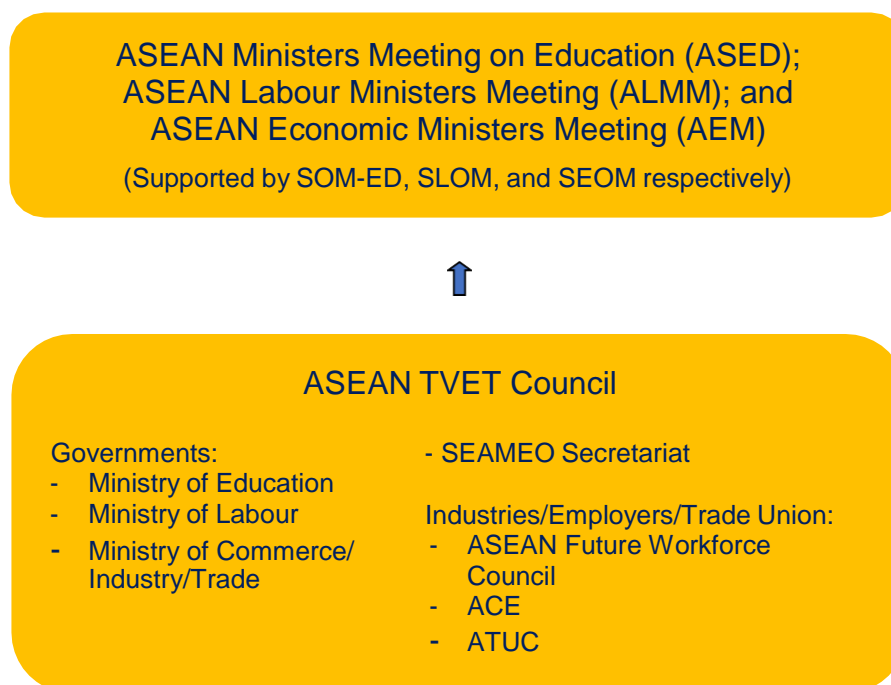 ASEAN Ministers Meeting on Education (ASED);
ASEAN Labour Ministers Meeting (ALMM); and
ASEAN Economic Ministers Meeting (AEM)
(Supported by SOM-ED, SLOM, and SEOM respectively)
ASEAN TVET Council
Governments:
- Ministry of Education
- Ministry of Labour
- Ministry of Commerce/
Industry/Trade
- SEAMEO Secretariat
Industries/Employers/Trade Union:
- ASEAN Future Workforce
Council
- ACE
- ATUC